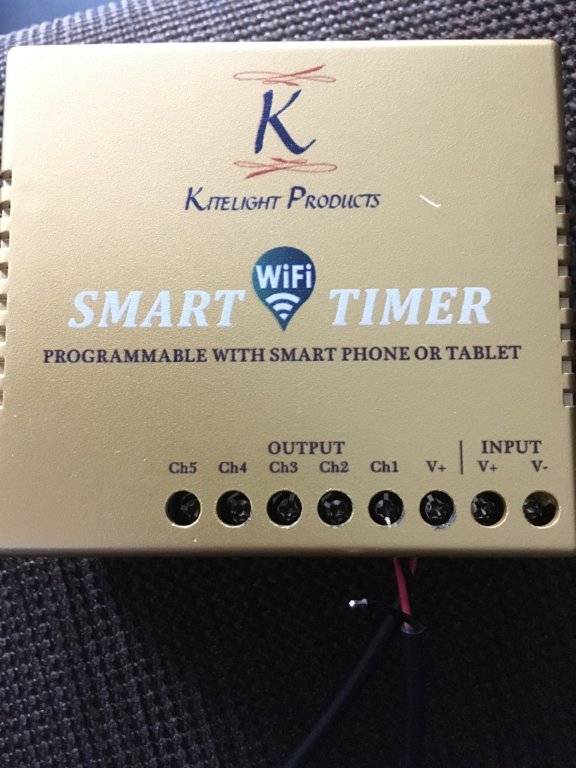 K
KITELIGHT PRODUCTS
WiFi
SMART TIMER
PROGRAMMABLE WITH SMART PHONE OR TABLET
OUTPUT INPUT
Ch5 Ch4 Ch3 Ch2 Ch1 V+ V+ V-